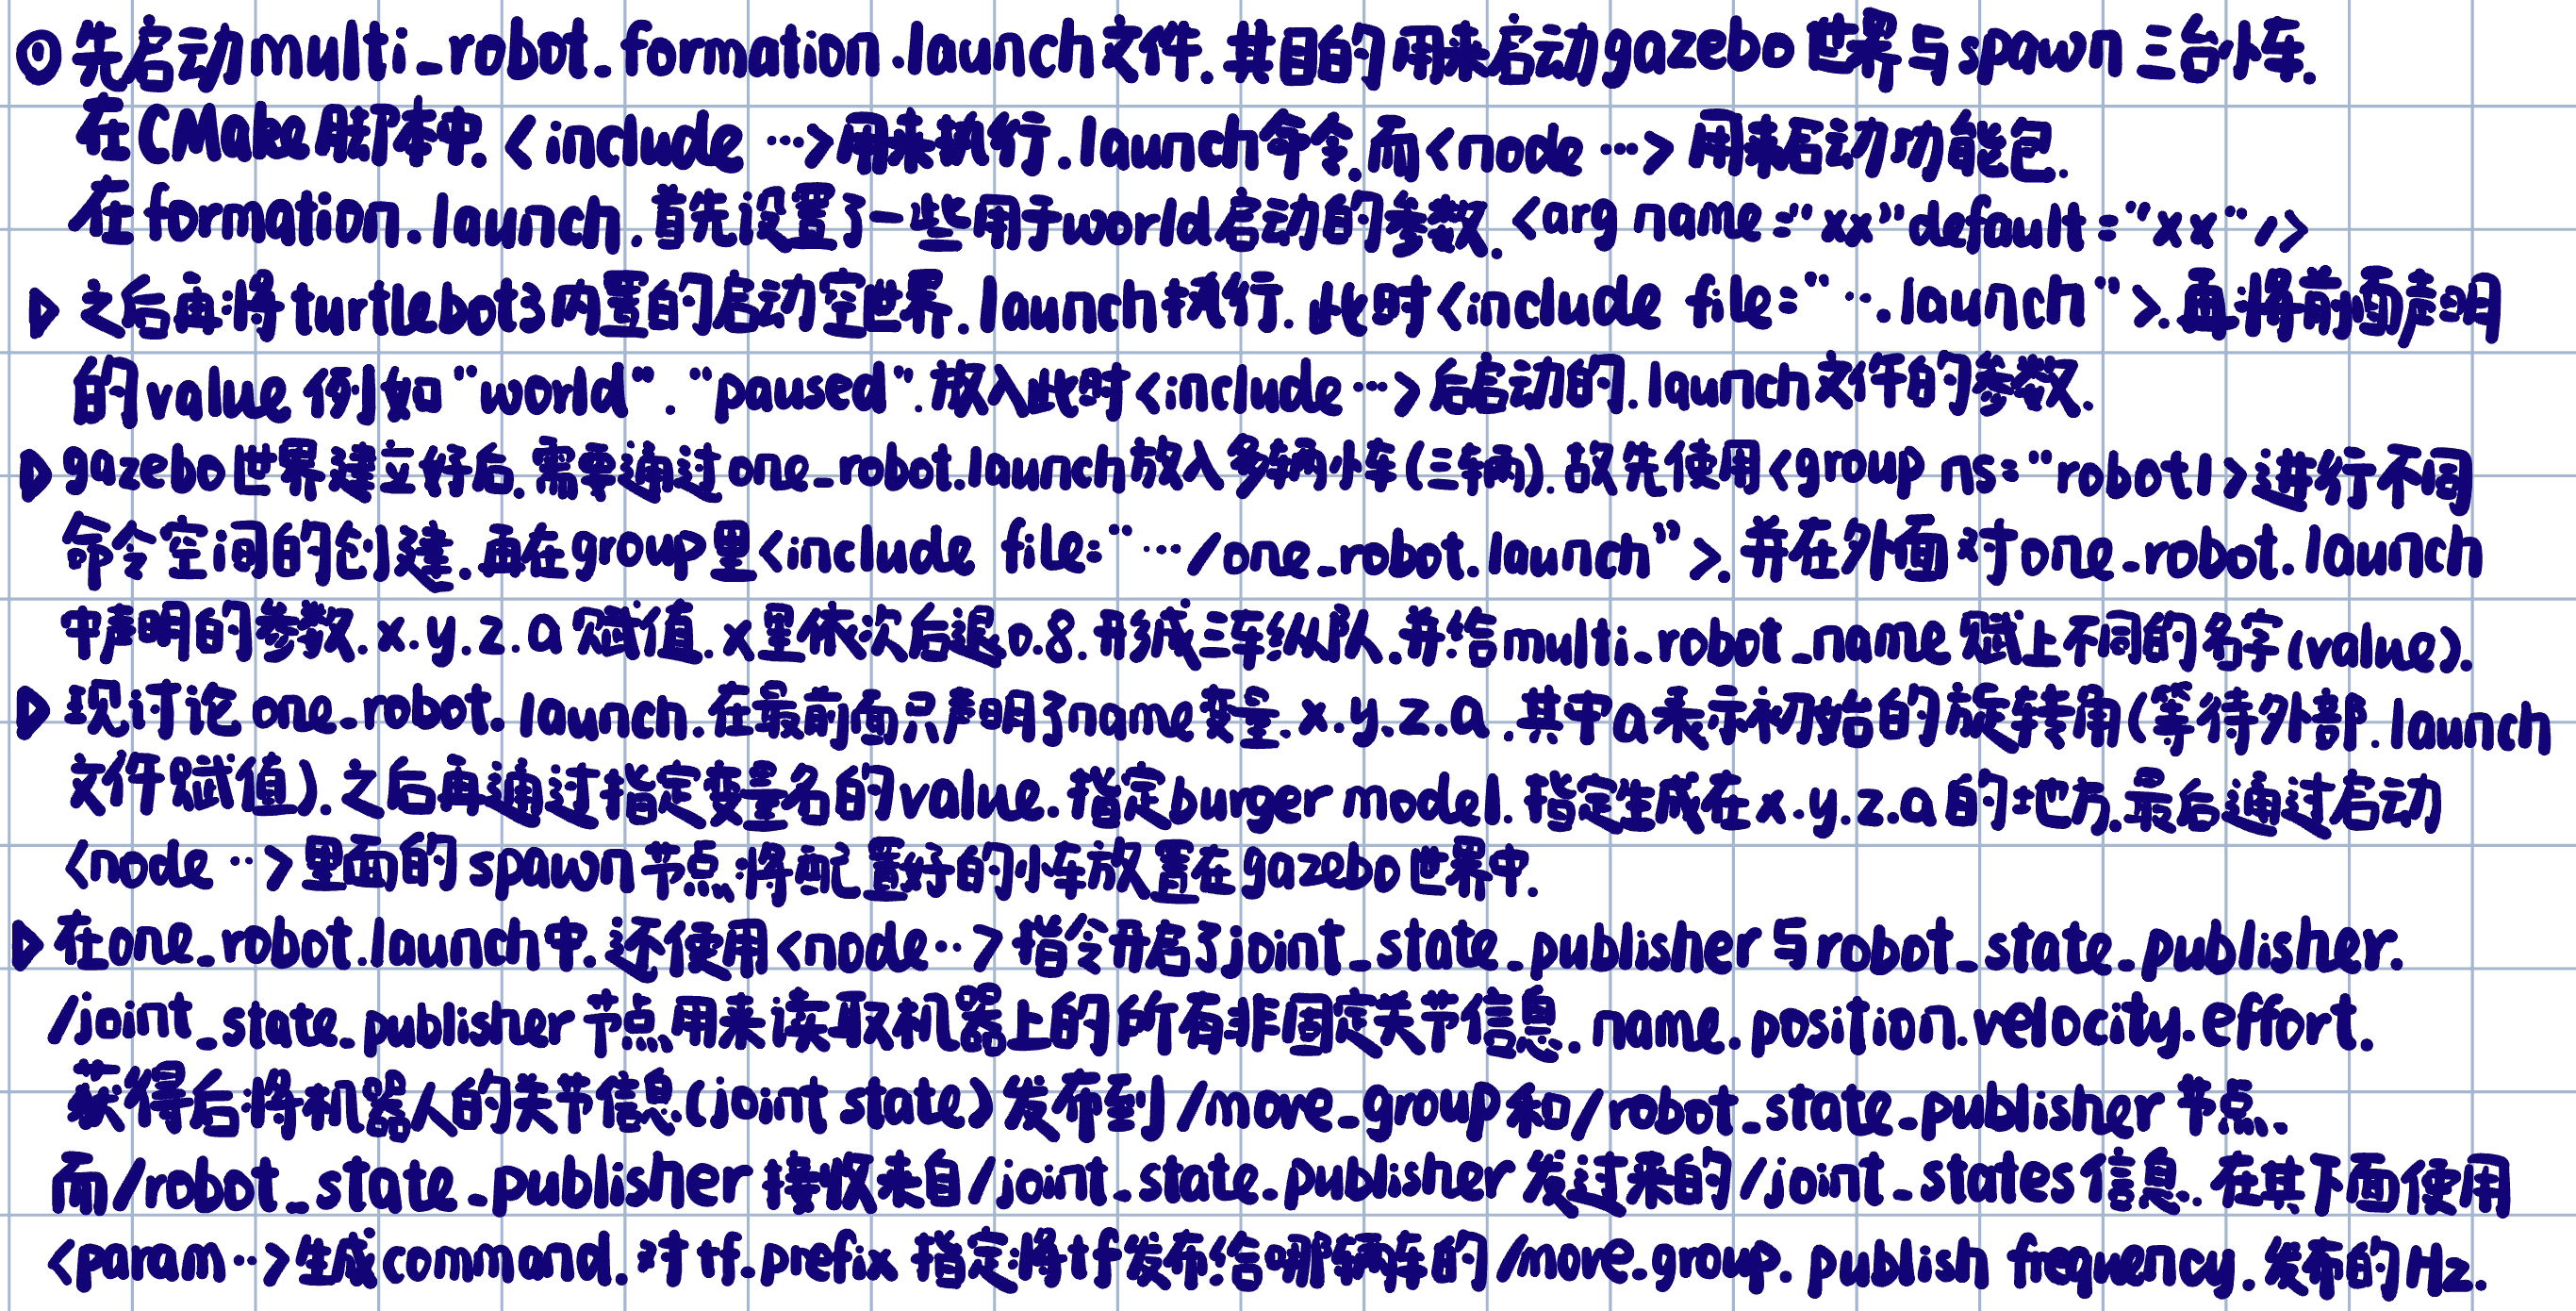 ⓪先启动multi_robot_formation.launch文件.其目的用来启动gazebo世界与spawn三台小车.
在CMake脚本中.<include ···>用来执行.launch命令.而<node ···>用来启动功能包.
在formation.launch.首先设置了一些用于world启动的参数.<arg name="xx"default="xx"/>
▷之后再将turtlebot3内置的启动空世界.launch执行.此时<include file="··.launch">.再将前面声明
的value例如"world"."paused".放入此时<include···>后启动的.launch文件的参数.
▷gazebo世界建立好后.需要通过one_robot.launch放入多辆小车(三辆).故先使用<group ns="robot1>进行不同
命令空间的创建.再在group里<include file="···/one_robot.launch">.并在外面对one_robot.launch
中声明的参数.x.y.z.a赋值.x里依次后退0.8.形成三车纵队.并给multi_robot_name赋上不同的名字(value).
▷现讨论one_robot.launch.在最前面只声明了name变量.x.y.z.a.其中a表示初始的旋转角(等待外部.launch
文件赋值).之后再通过指定变量名的value.指定burger model.指定生成在x.y.z.a的地方.最后通过启动
<node ··>里面的spawn节点.将配置好的小车放置在gazebo世界中.
▷在one_robot.launch中.还使用<node··>指令开启了joint_state_publisher与robot_state_publisher.
/joint_state_publisher节点用来读取机器上的所有非固定关节信息.name.position.velocity.effort.
获得后将机器人的关节信息(joint state)发布到/move_group和/robot_state_publisher节点.
而/robot_state_publisher接收来自/joint_state_publisher发过来的/joint_states信息.在其下面使用
<param··>生成command.对tf_prefix指定将tf发布给哪辆车的/move_group.publish frequency.发布的Hz.